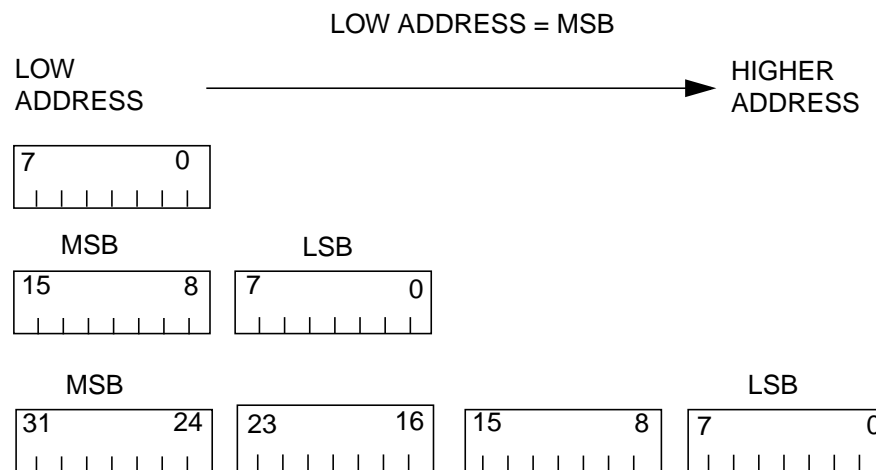 LOW ADDRESS = MSB
LOW
ADDRESS
HIGHER
ADDRESS
7 0
MSB LSB
15 8 7 0
MSB LSB
31 24 23 16 15 8 7 0